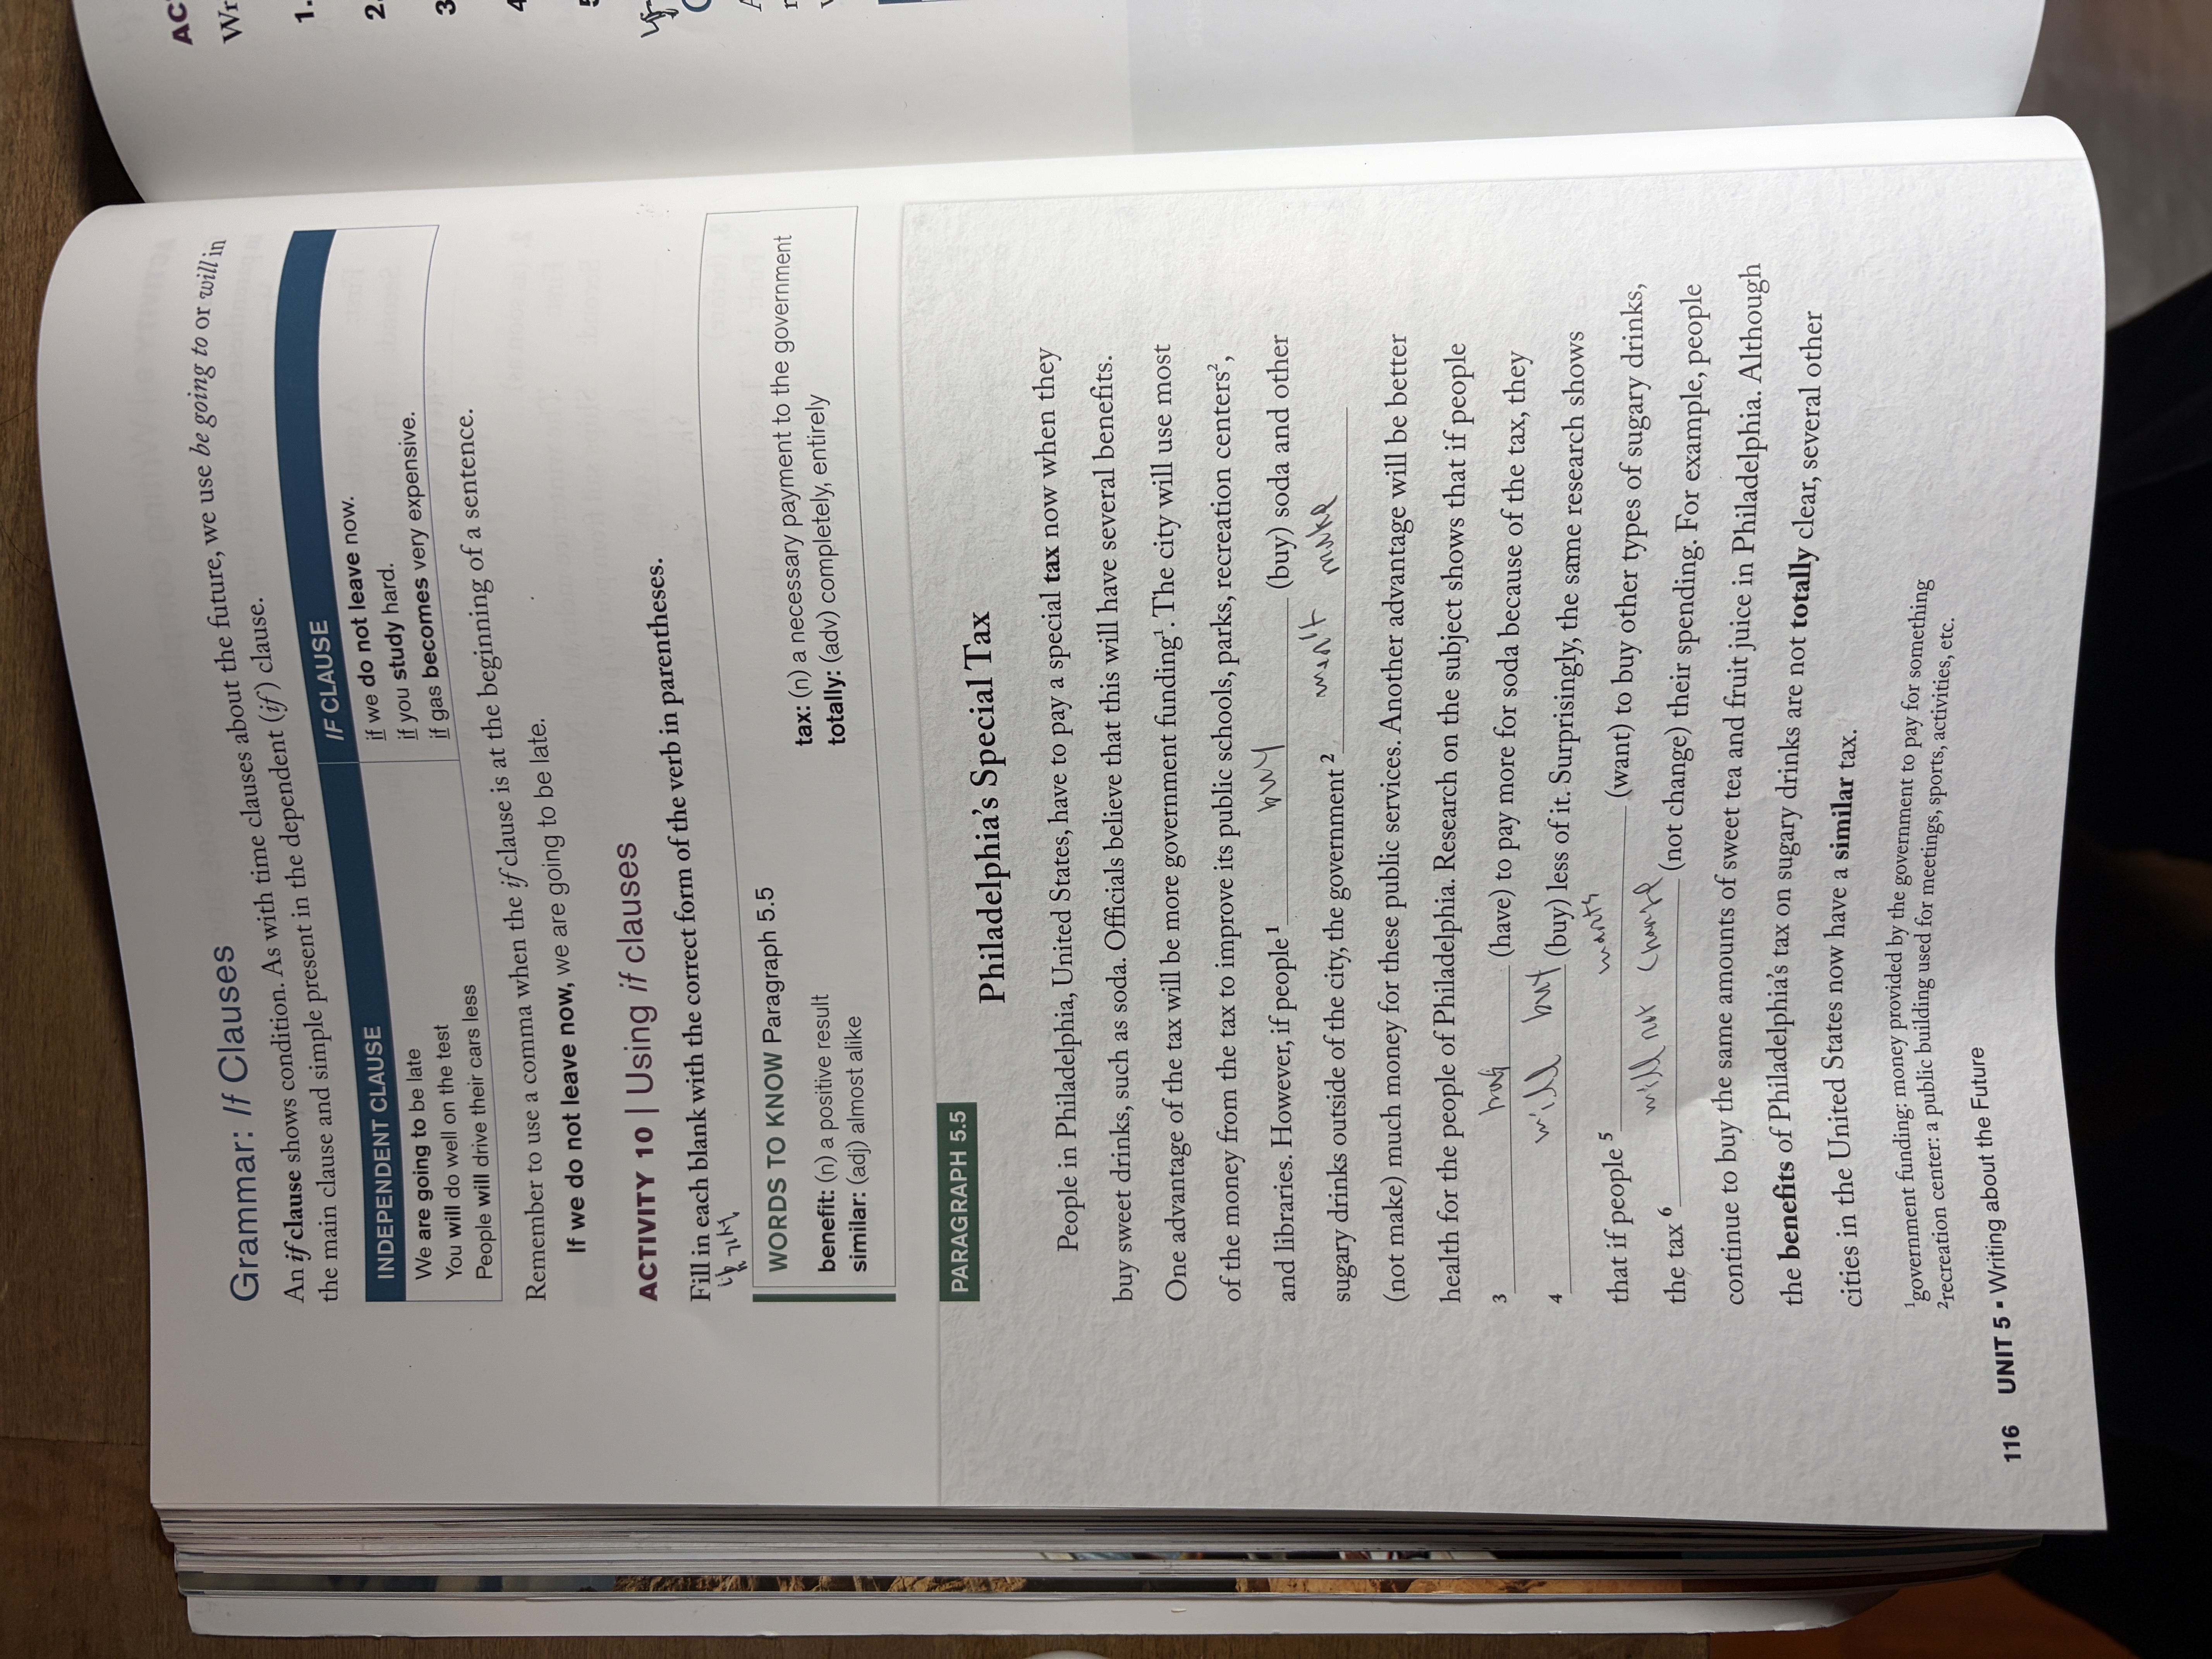 Grammar: If Clauses
An if clause shows condition. As with time clauses about the future, we use be going to or will in
the main clause and simple present in the dependent (if) clause.
INDEPENDENT CLAUSE IF CLAUSE
We are going to be late if we do not leave now.
You will do well on the test if you study hard.
People will drive their cars less if gas becomes very expensive.
Remember to use a comma when the if clause is at the beginning of a sentence.
If we do not leave now, we are going to be late.
ACTIVITY 10 | Using if clauses
Fill in each blank with the correct form of the verb in parentheses.
WORDS TO KNOW Paragraph 5.5
benefit: (n) a positive result
similar: (adj) almost alike
tax: (n) a necessary payment to the government
totally: (adv) completely, entirely
PARAGRAPH 5.5
Philadelphia's Special Tax
People in Philadelphia, United States, have to pay a special tax now when they
buy sweet drinks, such as soda. Officials believe that this will have several benefits.
One advantage of the tax will be more government funding¹. The city will use most
of the money from the tax to improve its public schools, parks, recreation centers²,
and libraries. However, if people ¹ buy (buy) soda and other
sugary drinks outside of the city, the government ² won't make
(not make) much money for these public services. Another advantage will be better
health for the people of Philadelphia. Research on the subject shows that if people
3 has (have) to pay more for soda because of the tax, they
4 will buy (buy) less of it. Surprisingly, the same research shows
that if people ⁵ wants (want) to buy other types of sugary drinks,
the tax ⁶ will not change (not change) their spending. For example, people
continue to buy the same amounts of sweet tea and fruit juice in Philadelphia. Although
the benefits of Philadelphia's tax on sugary drinks are not totally clear, several other
cities in the United States now have a similar tax.
¹government funding: money provided by the government to pay for something
²recreation center: a public building used for meetings, sports, activities, etc.
116 UNIT 5 ▪ Writing about the Future
AC
Wr
1.
2.
3
4
5